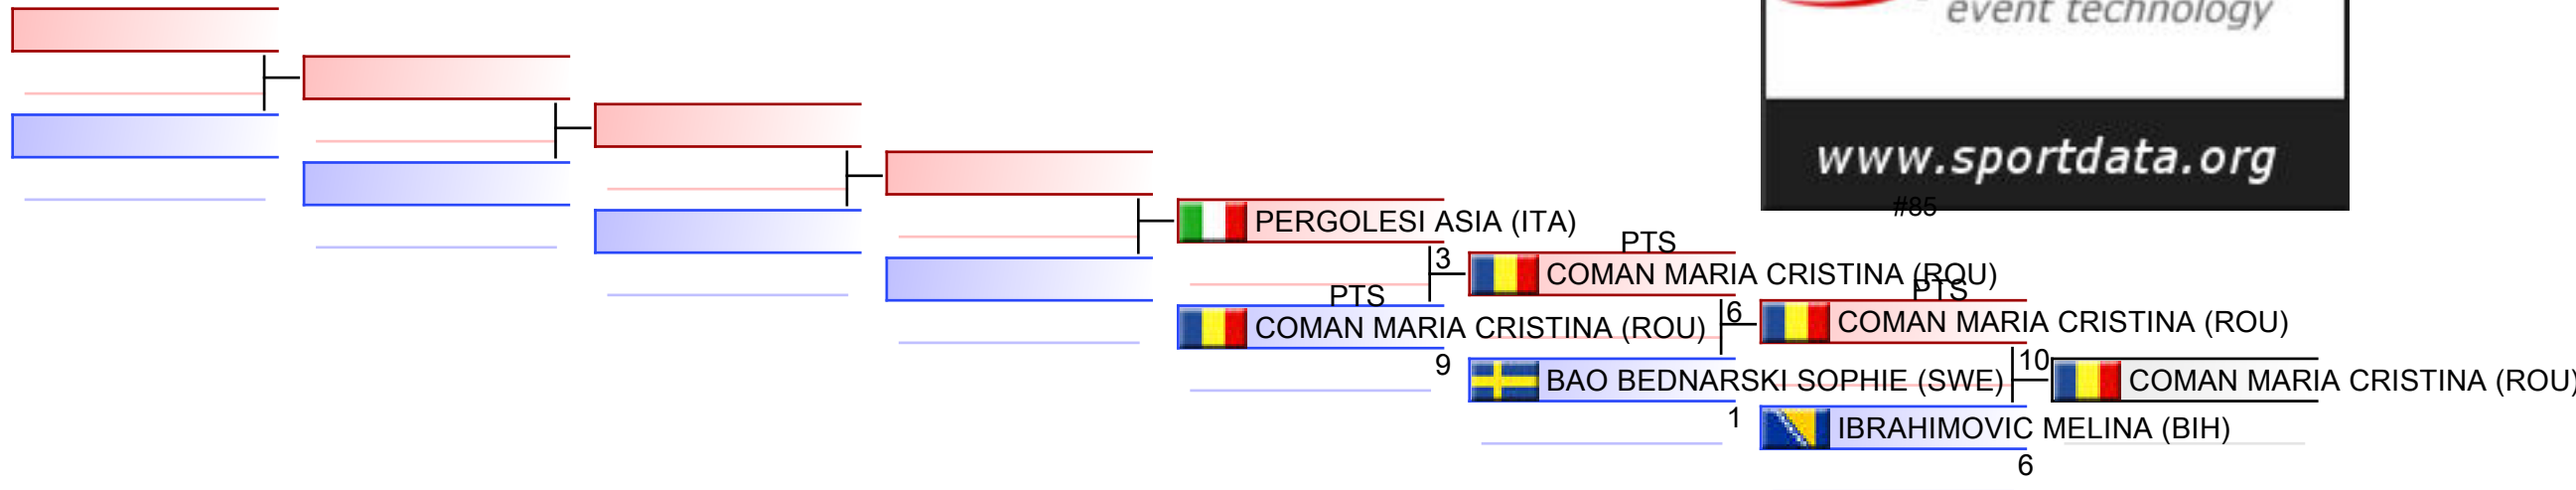 event technology
www.sportdata.org
#85
PERGOLESI ASIA (ITA)
PTS
3
COMAN MARIA CRISTINA (ROU)
PTS
PTS
COMAN MARIA CRISTINA (ROU)
6
COMAN MARIA CRISTINA (ROU)
9
BAO BEDNARSKI SOPHIE (SWE)
10
COMAN MARIA CRISTINA (ROU)
1
IBRAHIMOVIC MELINA (BIH)
6